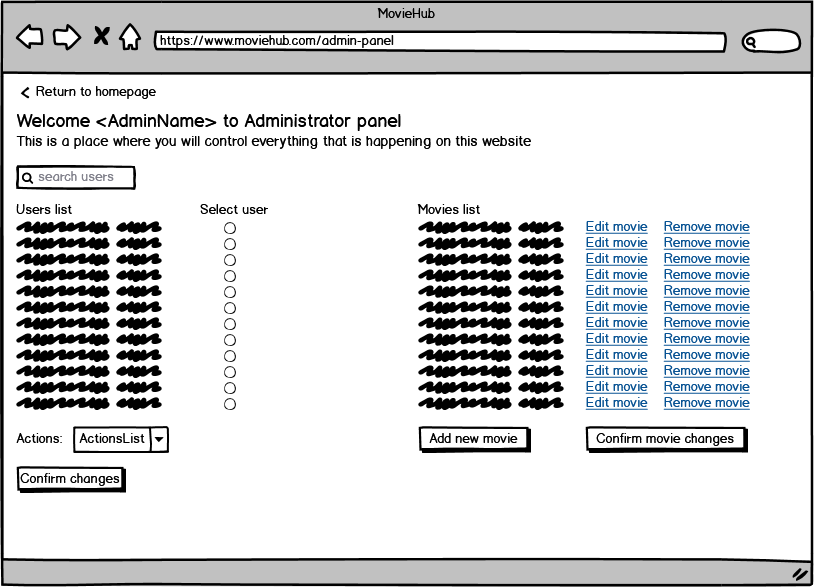 MovieHub
https://www.moviehub.com/admin-panel
Return to homepage
Welcome <AdminName> to Administrator panel
This is a place where you will control everything that is happening on this website
search users
Users list Select user Movies list
Edit movie Remove movie
Edit movie Remove movie
Edit movie Remove movie
Edit movie Remove movie
Edit movie Remove movie
Edit movie Remove movie
Edit movie Remove movie
Edit movie Remove movie
Edit movie Remove movie
Edit movie Remove movie
Edit movie Remove movie
Edit movie Remove movie
Actions: ActionsList Add new movie Confirm movie changes
Confirm changes